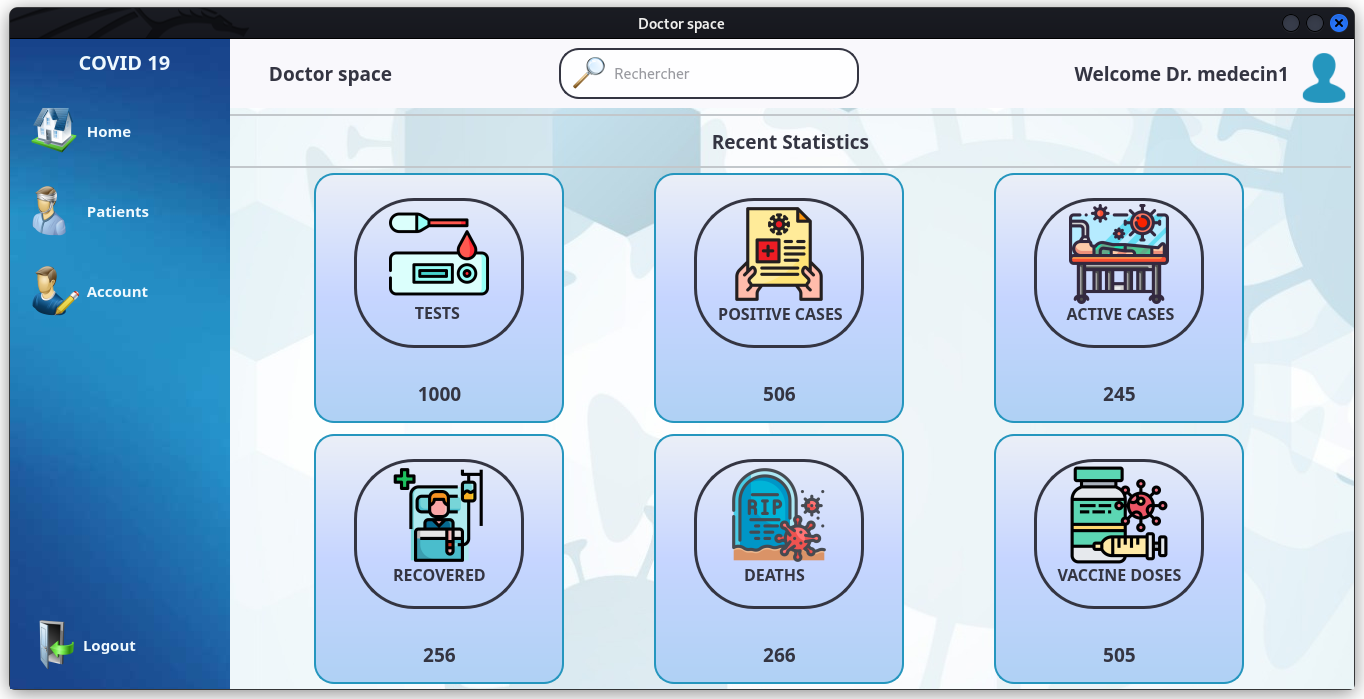 Doctor space
COVID 19
Home
Patients
Account
Logout
Doctor space
Rechercher
Welcome Dr. medecin1
Recent Statistics
TESTS
1000
POSITIVE CASES
506
ACTIVE CASES
245
RECOVERED
256
RIP
DEATHS
266
VACCINE DOSES
505